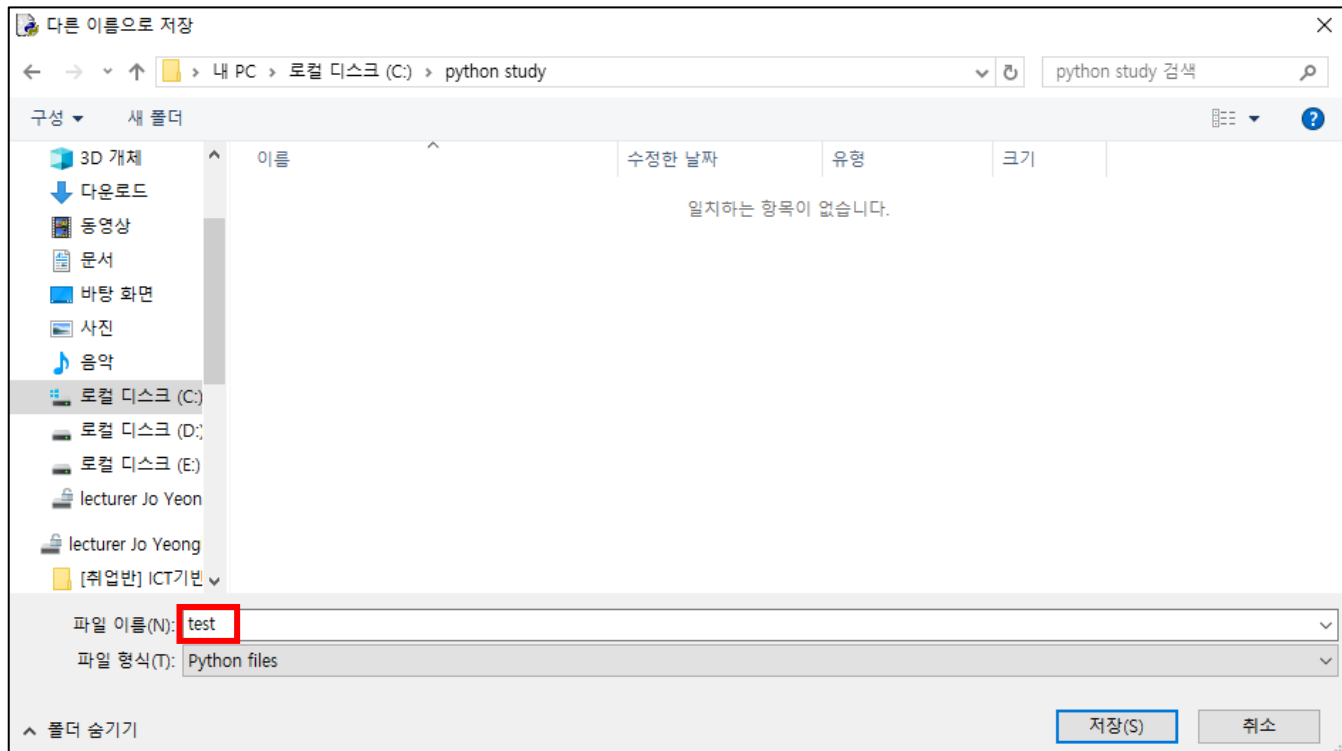 다른 이름으로 저장
내 PC > 로컬 디스크 (C:) > python study
python study 검색
구성
새 폴더
이름
수정한 날짜
유형
크기
일치하는 항목이 없습니다.
3D 개체
다운로드
동영상
문서
바탕 화면
사진
음악
로컬 디스크 (C:)
로컬 디스크 (D:)
로컬 디스크 (E:)
lecturer Jo Yeon
lecturer Jo Yeong
[취업반] ICT기반
파일 이름(N): test
파일 형식(T): Python files
폴더 숨기기
저장(S)
취소